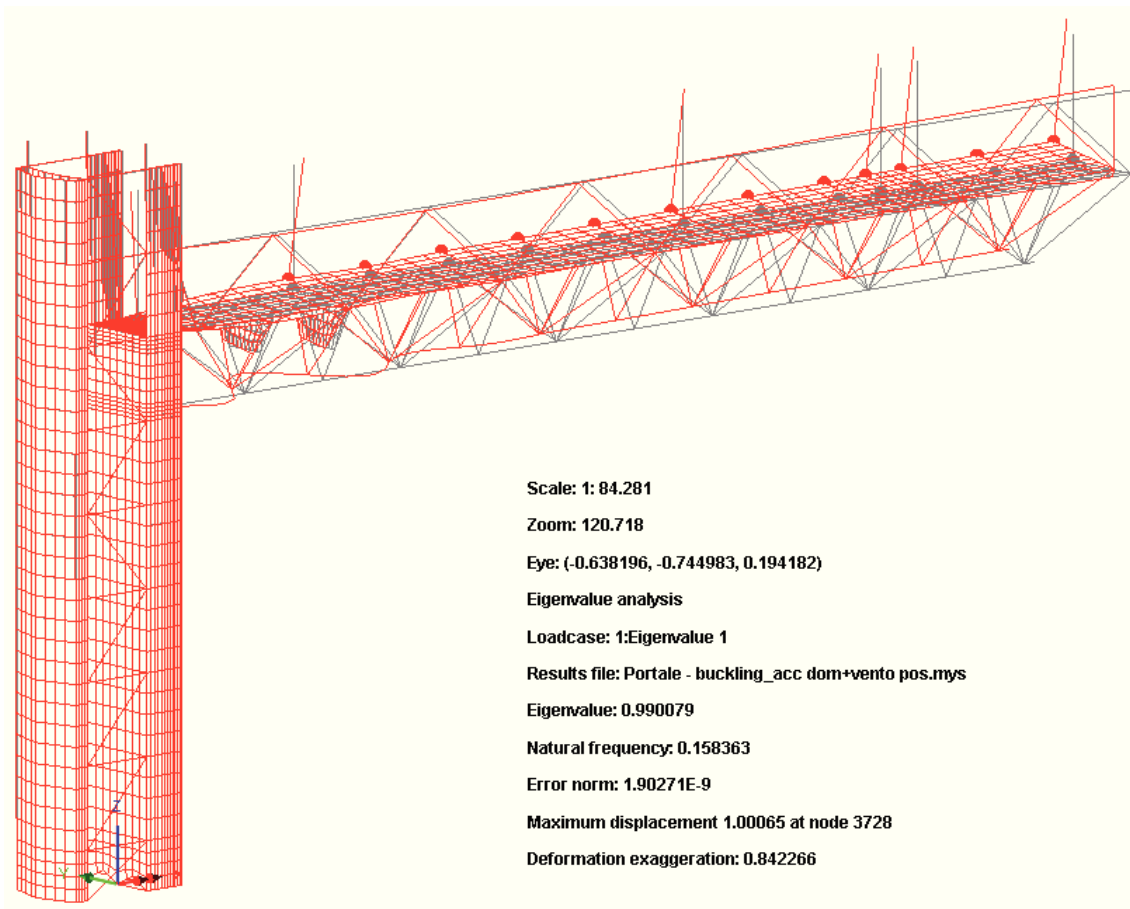 Scale: 1: 84.281
Zoom: 120.718
Eye: (-0.638196, -0.744983, 0.194182)
Eigenvalue analysis
Loadcase: 1:Eigenvalue 1
Results file: Portale - buckling_acc dom+vento pos.mys
Eigenvalue: 0.990079
Natural frequency: 0.158363
Error norm: 1.90271E-9
Maximum displacement 1.00065 at node 3728
Deformation exaggeration: 0.842266
Z
Y